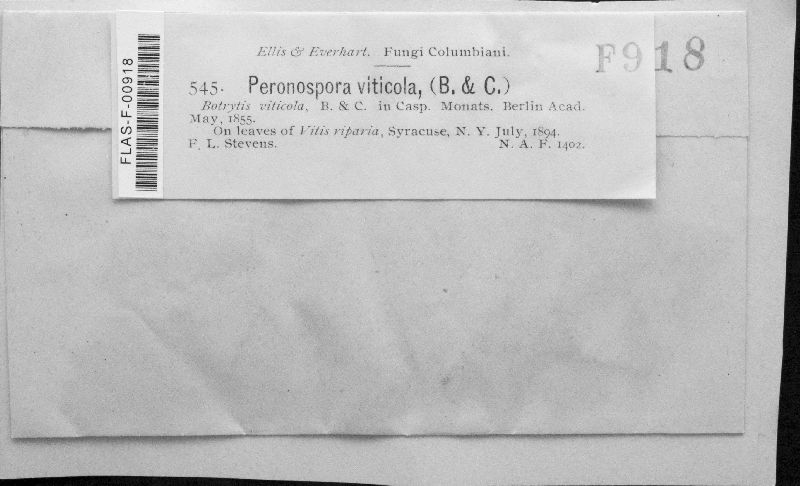 FLAS-F-00918
Ellis & Everhart. Fungi Columbiani.
F918
545. Peronospora viticola, (B. & C.)
Botrytis viticola, B. & C. in Casp. Monats. Berlin Acad.
May, 1855.
On leaves of Vitis riparia, Syracuse, N. Y. July, 1894.
F. L. Stevens. N. A. F. 1402.